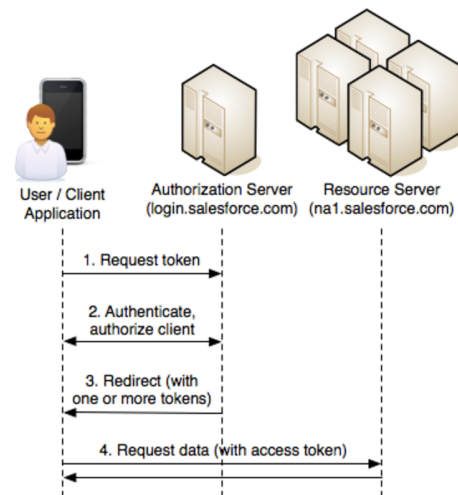 User / Client
Application
Authorization Server
(login.salesforce.com)
Resource Server
(na1.salesforce.com)
1. Request token
2. Authenticate,
authorize client
3. Redirect (with
one or more tokens)
4. Request data (with access token)